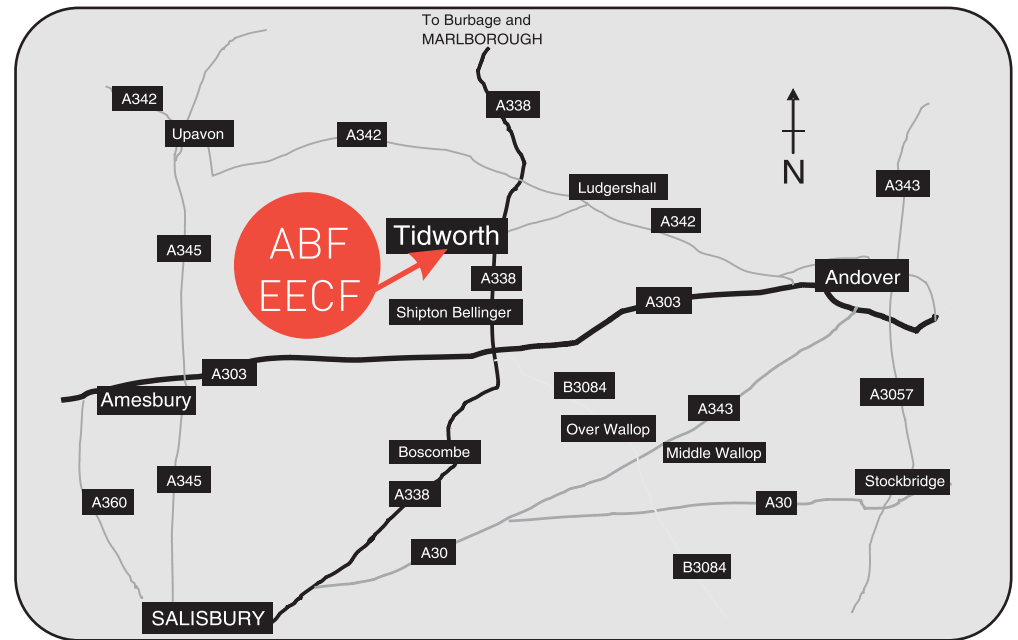 To Burbage and
MARLBOROUGH
A342
A338
Upavon
A342
N
A343
Ludgershall
A342
ABF
EECF
Tidworth
A345
A338
Andover
Shipton Bellinger
A303
A303
Amesbury
B3084
A3057
A343
Over Wallop
Middle Wallop
Boscombe
A345
A338
Stockbridge
A360
A30
A30
B3084
SALISBURY